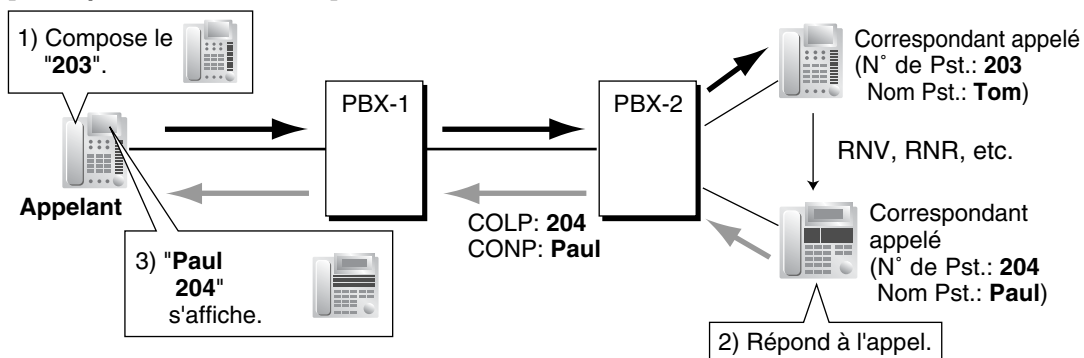 1) Compose le
"203".
PBX-1
PBX-2
Correspondant appelé
(N° de Pst.: 203
Nom Pst.: Tom)
RNV, RNR, etc.
Appelant
COLP: 204
CONP: Paul
3) "Paul
204"
s'affiche.
Correspondant
appelé
(N° de Pst.: 204
Nom Pst.: Paul)
2) Répond à l'appel.